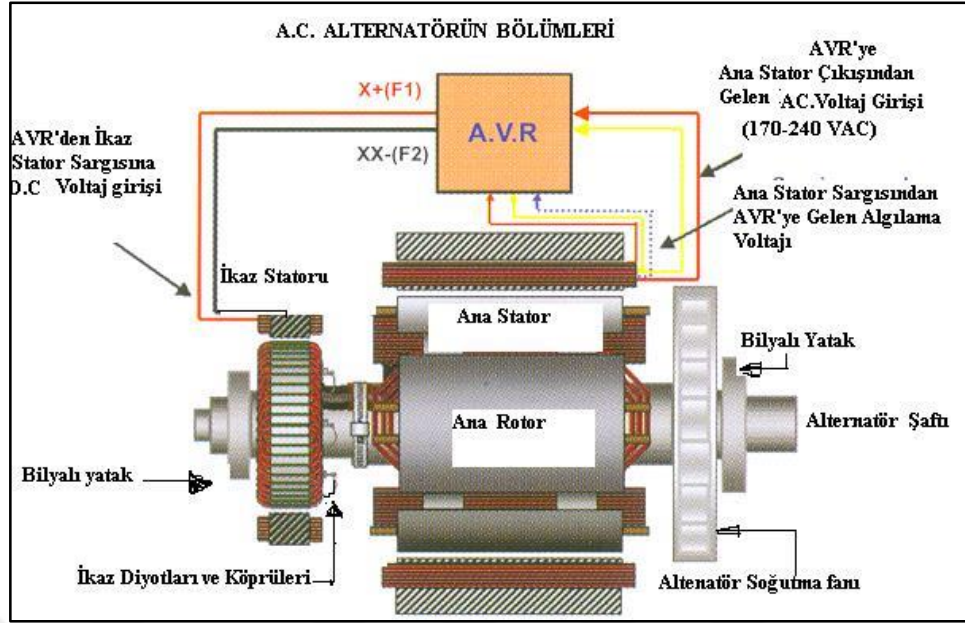 A.C. ALTERNATÖRÜN BÖLÜMLERİ
AVR'ye
Ana Stator Çıkışından
Gelen
AC.Voltaj Girişi
(170-240 VAC)
X+(F1)
A.V.R
XX-(F2)
AVR'den İkaz
Stator Sargısına
D.C Voltaj girişi
Ana Stator Sargısından
AVR'ye Gelen Algılama
Voltajı
İkaz Statoru
Ana Stator
Bilyalı Yatak
Ana Rotor
Alternatör Şaftı
Bilyalı yatak
İkaz Diyotları ve Köprüleri
Altenatör Soğutma fanı